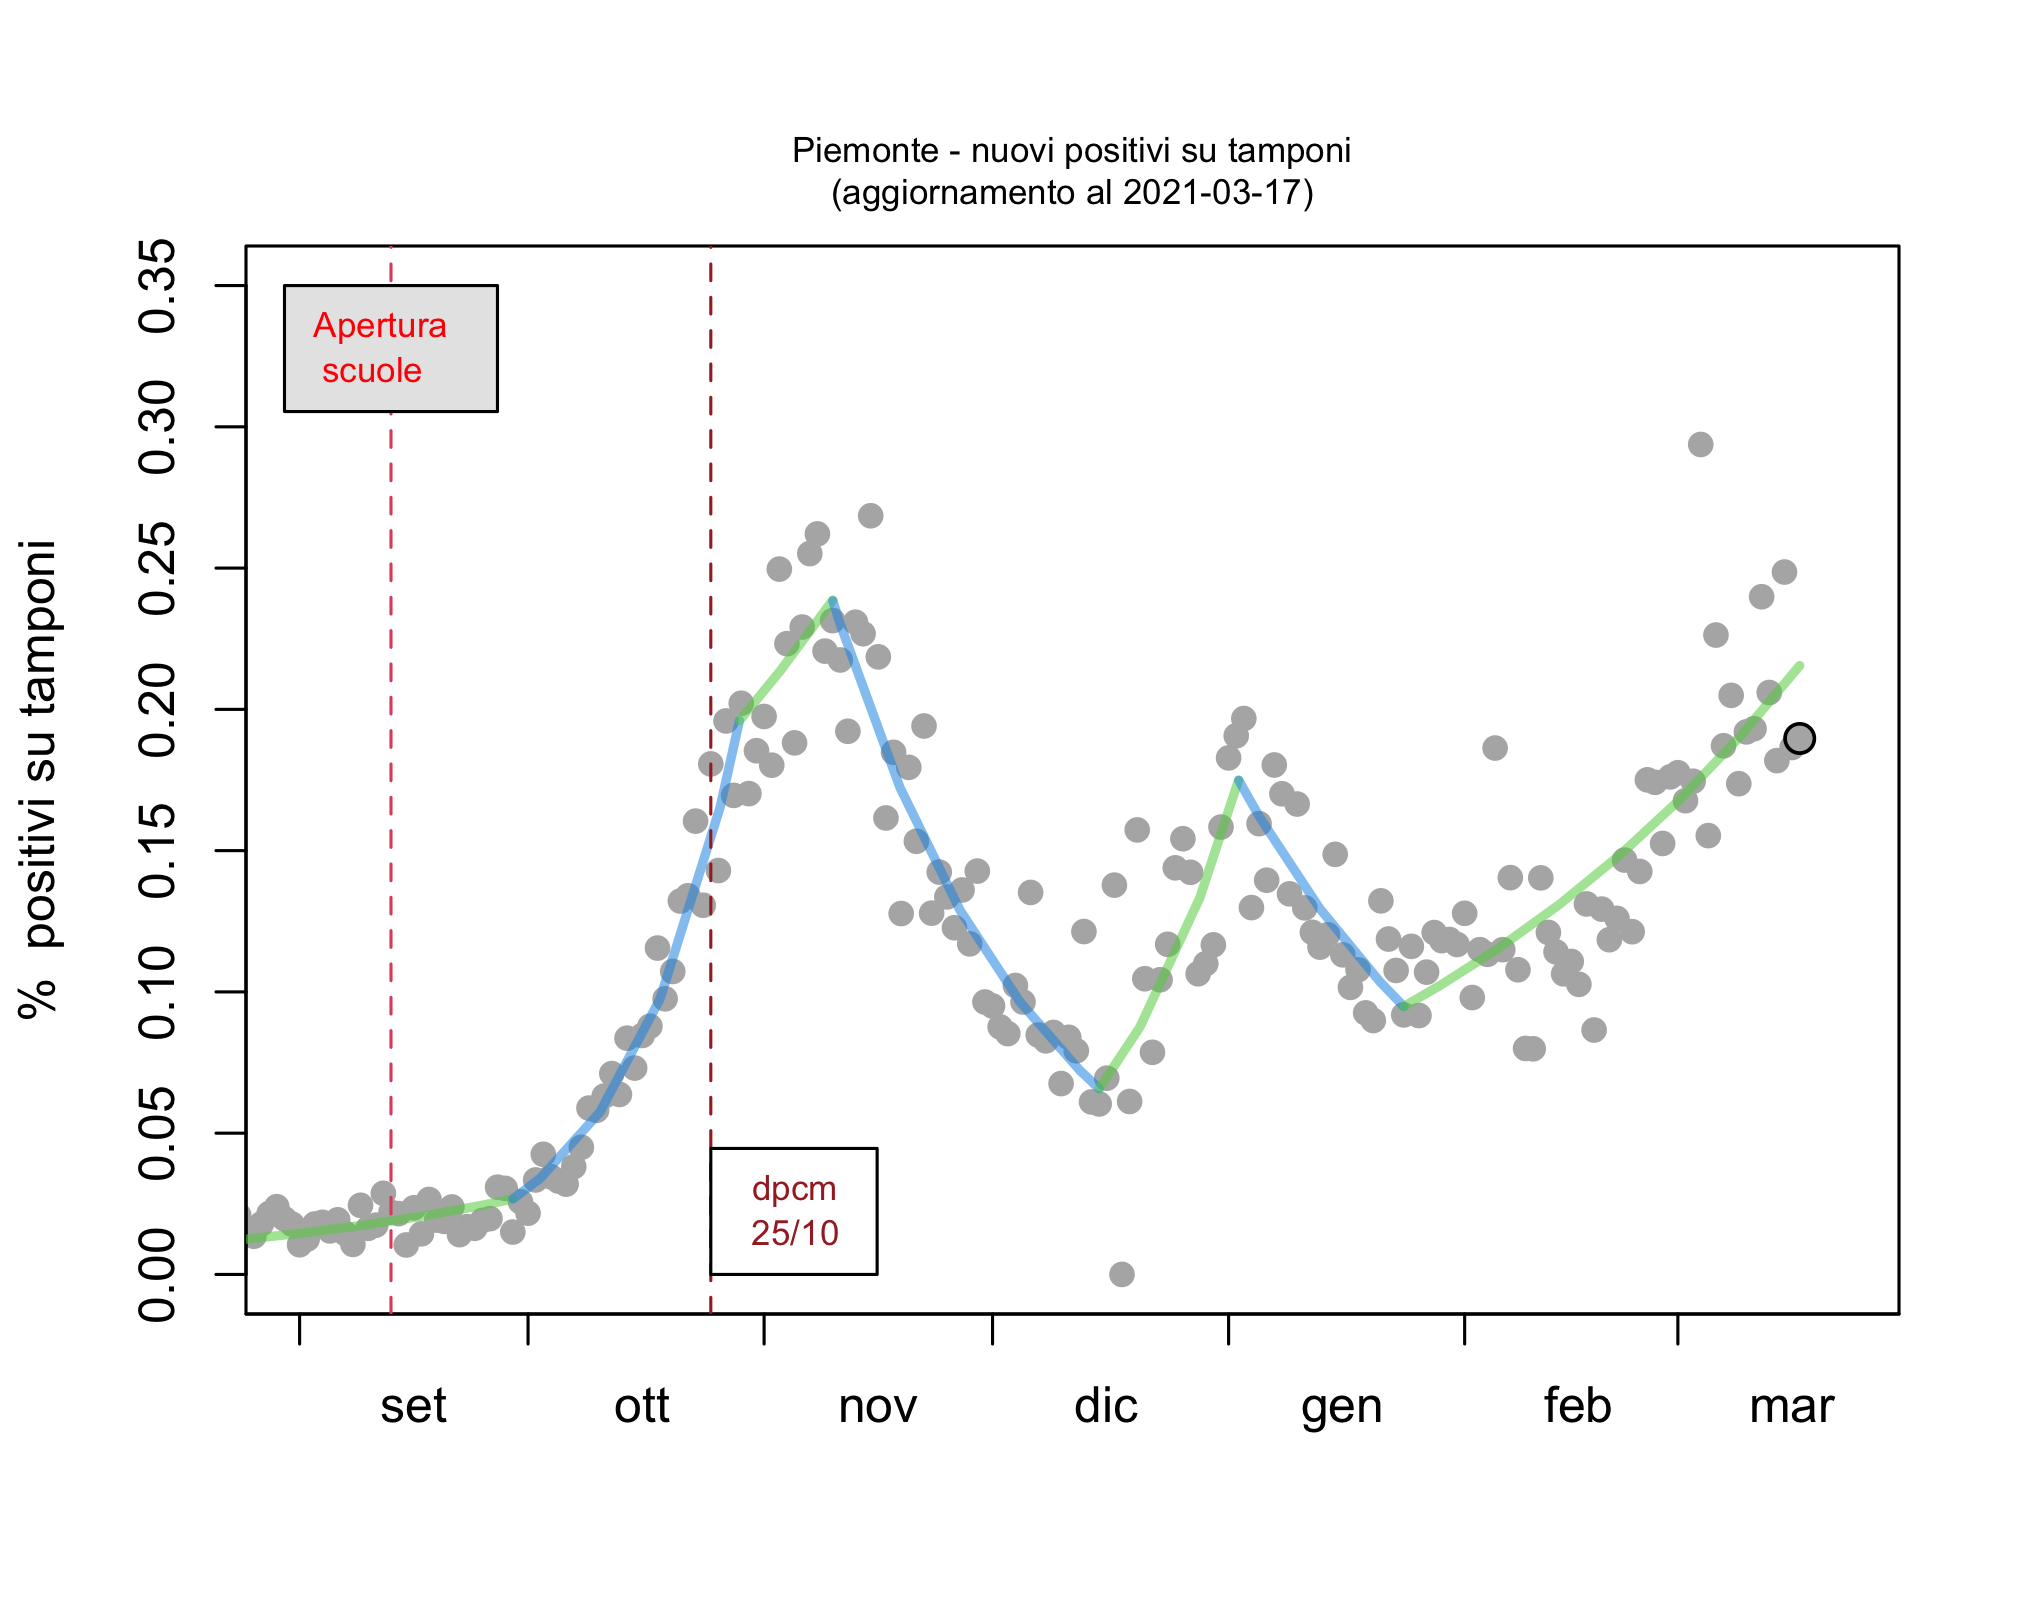 Piemonte - nuovi positivi su tamponi
(aggiornamento al 2021-03-17)
% positivi su tamponi
0.35
0.30
0.25
0.20
0.15
0.10
0.05
0.00
Apertura
scuole
dpcm
25/10
set ott nov dic gen feb mar